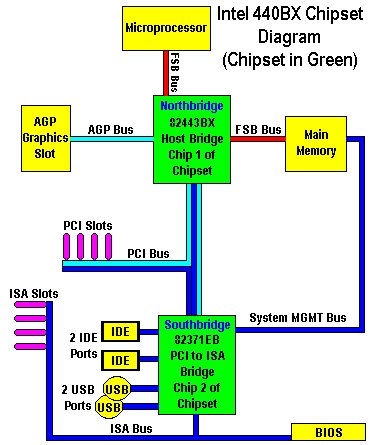 Intel 440BX Chipset
Diagram
(Chipset in Green)
Microprocessor
FSB Bus
AGP
Graphics
Slot
AGP Bus
Northbridge
82443BX
Host Bridge
Chip 1 of
Chipset
FSB Bus
Main
Memory
PCI Slots
PCI Bus
ISA Slots
System MGMT Bus
2 IDE
Ports
IDE
IDE
2 USB
Ports
USB
USB
Southbridge
82371EB
PCI to ISA
Bridge
Chip 2 of
Chipset
ISA Bus
BIOS